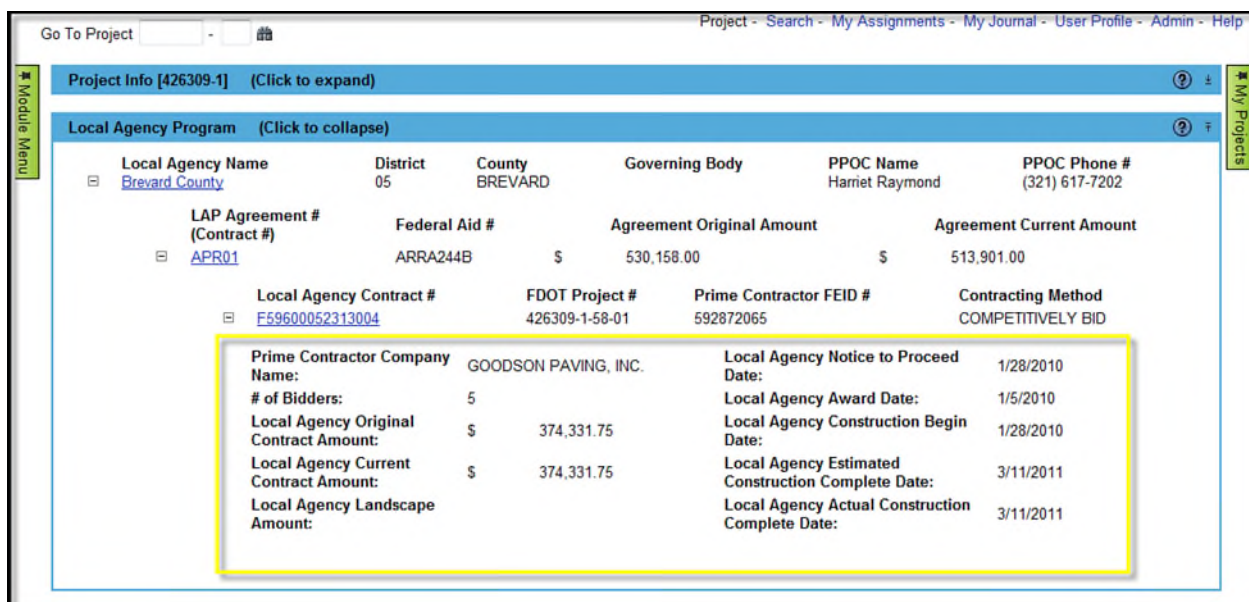 Project - Search - My Assignments - My Journal - User Profile - Admin - Help
Go To Project -
Module Menu
My Projects
Project Info [426309-1] (Click to expand)
Local Agency Program (Click to collapse)
Local Agency Name District County Governing Body PPOC Name PPOC Phone #
Brevard County 05 BREVARD Harriet Raymond (321) 617-7202
LAP Agreement #
(Contract #) Federal Aid # Agreement Original Amount Agreement Current Amount
APR01 ARRA244B $ 530,158.00 $ 513,901.00
Local Agency Contract # FDOT Project # Prime Contractor FEID # Contracting Method
F59600052313004 426309-1-58-01 592872065 COMPETITIVELY BID
Prime Contractor Company
Name: GOODSON PAVING, INC.
# of Bidders: 5
Local Agency Original
Contract Amount: $ 374,331.75
Local Agency Current
Contract Amount: $ 374,331.75
Local Agency Landscape
Amount:
Local Agency Notice to Proceed
Date: 1/28/2010
Local Agency Award Date: 1/5/2010
Local Agency Construction Begin
Date: 1/28/2010
Local Agency Estimated
Construction Complete Date: 3/11/2011
Local Agency Actual Construction
Complete Date: 3/11/2011